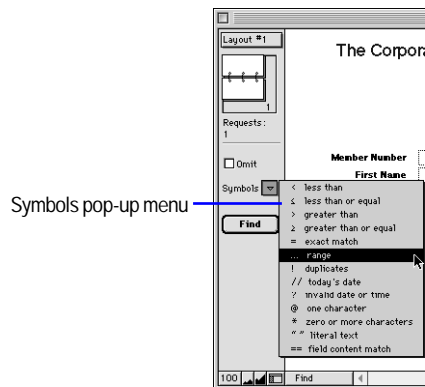 Layout #1
The Corpora
1
Requests:
1
Omit
Member Number
First Name
Symbols
Symbols pop-up menu
Find
< less than
≤ less than or equal
> greater than
≥ greater than or equal
= exact match
... range
! duplicates
// today's date
? invalid date or time
@ one character
* zero or more characters
" " literal text
== field content match
100
Find